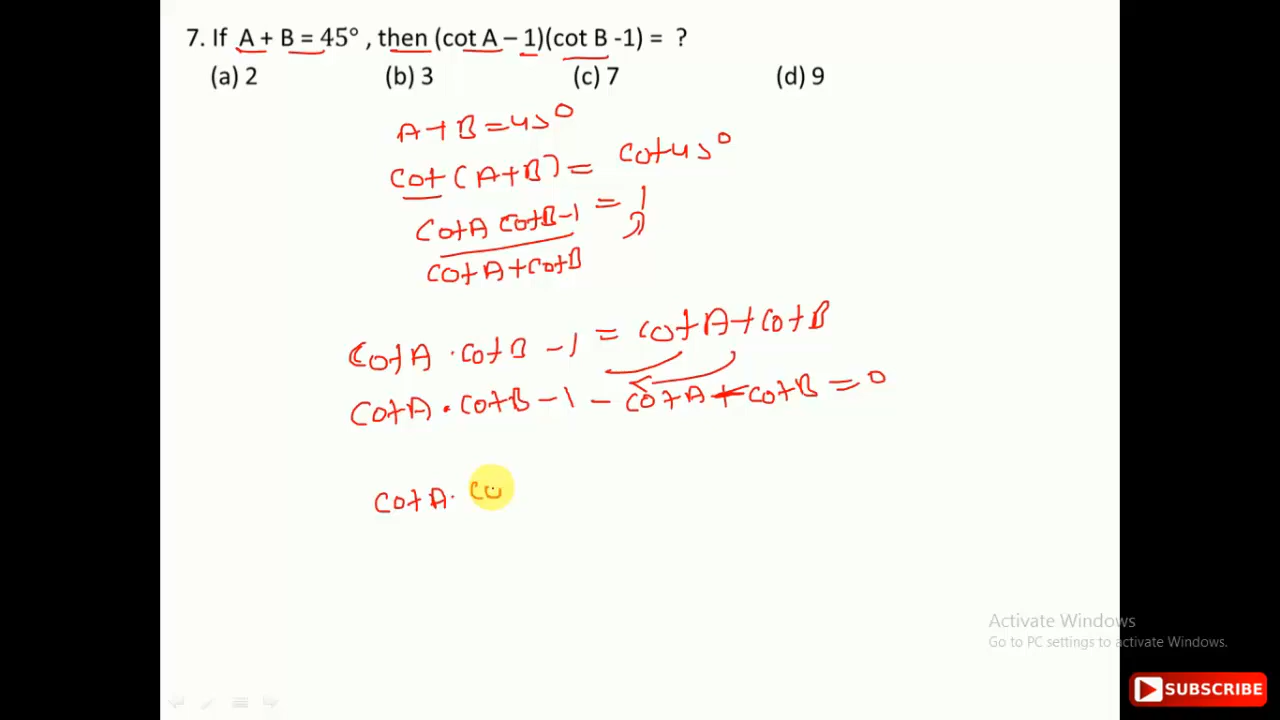 7. If A + B = 45° , then (cot A – 1)(cot B -1) = ?
(a) 2 (b) 3 (c) 7 (d) 9
A+B=45°
Cot(A+B) = Cot45°
CotA CotB-1 = 1
CotA+CotB
CotA ·CotB -1 = CotA+CotB
CotA · CotB -1 - CotA - CotB = 0
CotA· Co
Activate Windows
Go to PC settings to activate Windows.
SUBSCRIBE